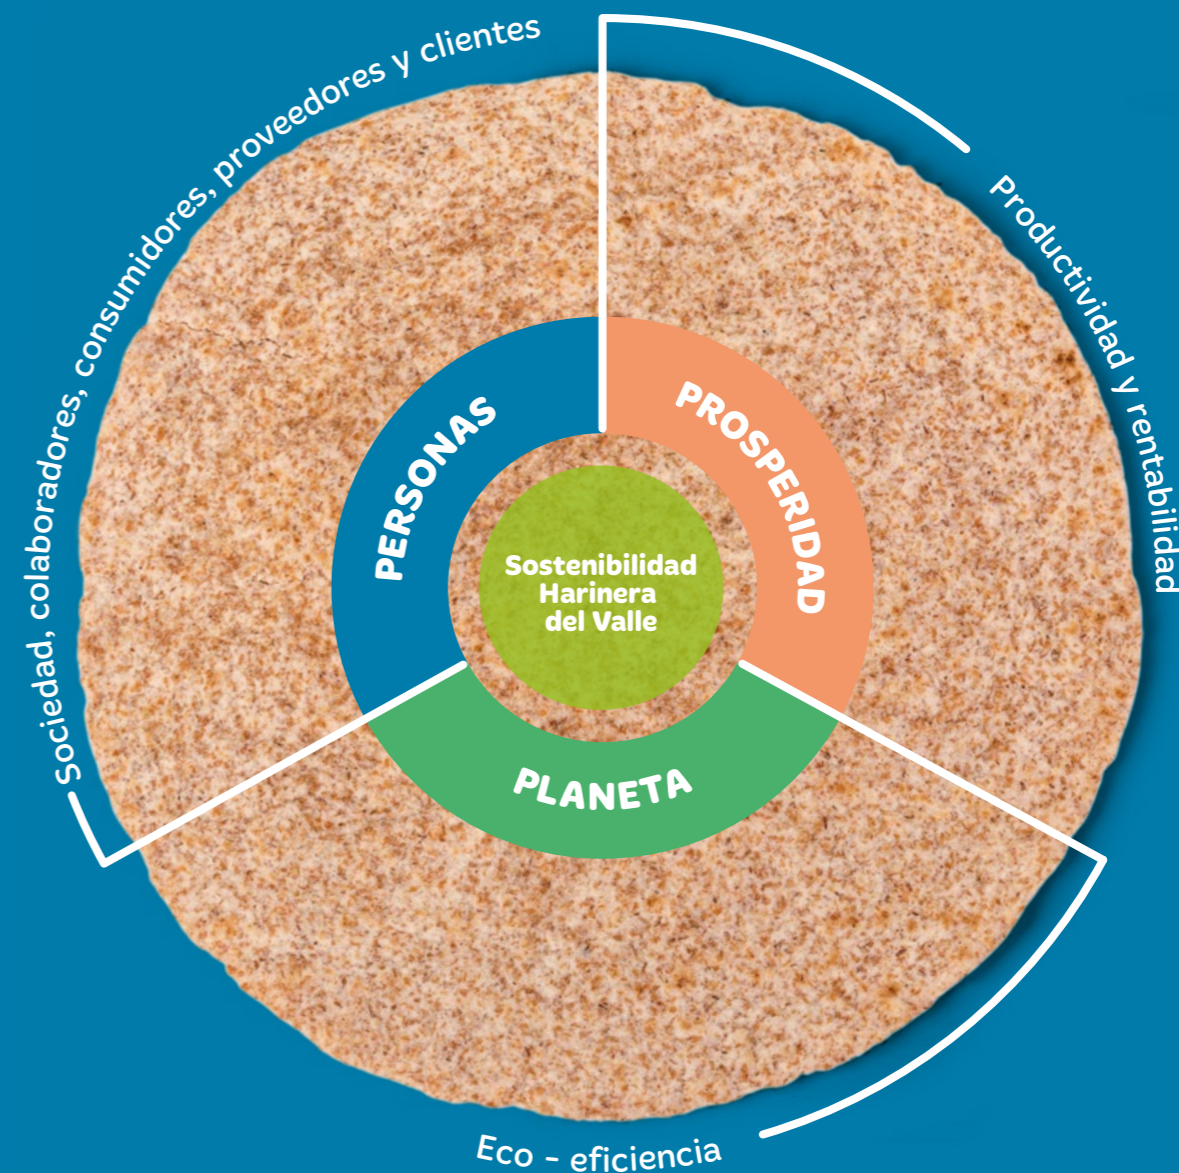 Sociedad, colaboradores, consumidores, proveedores y clientes
Productividad y rentabilidad
PERSONAS
PROSPERIDAD
Sostenibilidad
Harinera
del Valle
PLANETA
Eco - eficiencia